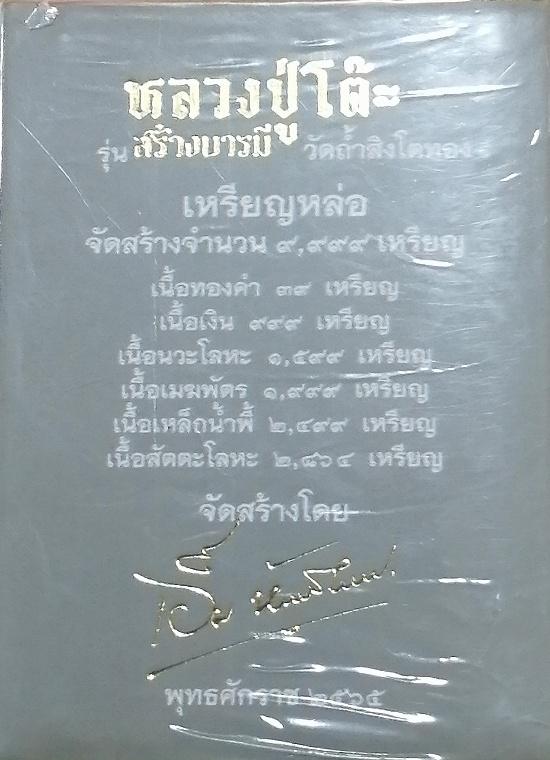 หลวงปู่โต๊ะ
รุ่น สร้างบารมี วัดถ้ำสิงโตทอง
เหรียญหล่อ
จัดสร้างจำนวน ๙,๙๙๙ เหรียญ
เนื้อทองคำ ๓๙ เหรียญ
เนื้อเงิน ๙๙๙ เหรียญ
เนื้อนวะโลหะ ๑,๕๙๙ เหรียญ
เนื้อเมฆพัตร ๑,๙๙๙ เหรียญ
เนื้อเหล็กน้ำพี้ ๒,๔๙๙ เหรียญ
เนื้อสัตตะโลหะ ๒,๘๖๔ เหรียญ
จัดสร้างโดย
พุทธศักราช ๒๕๖๕